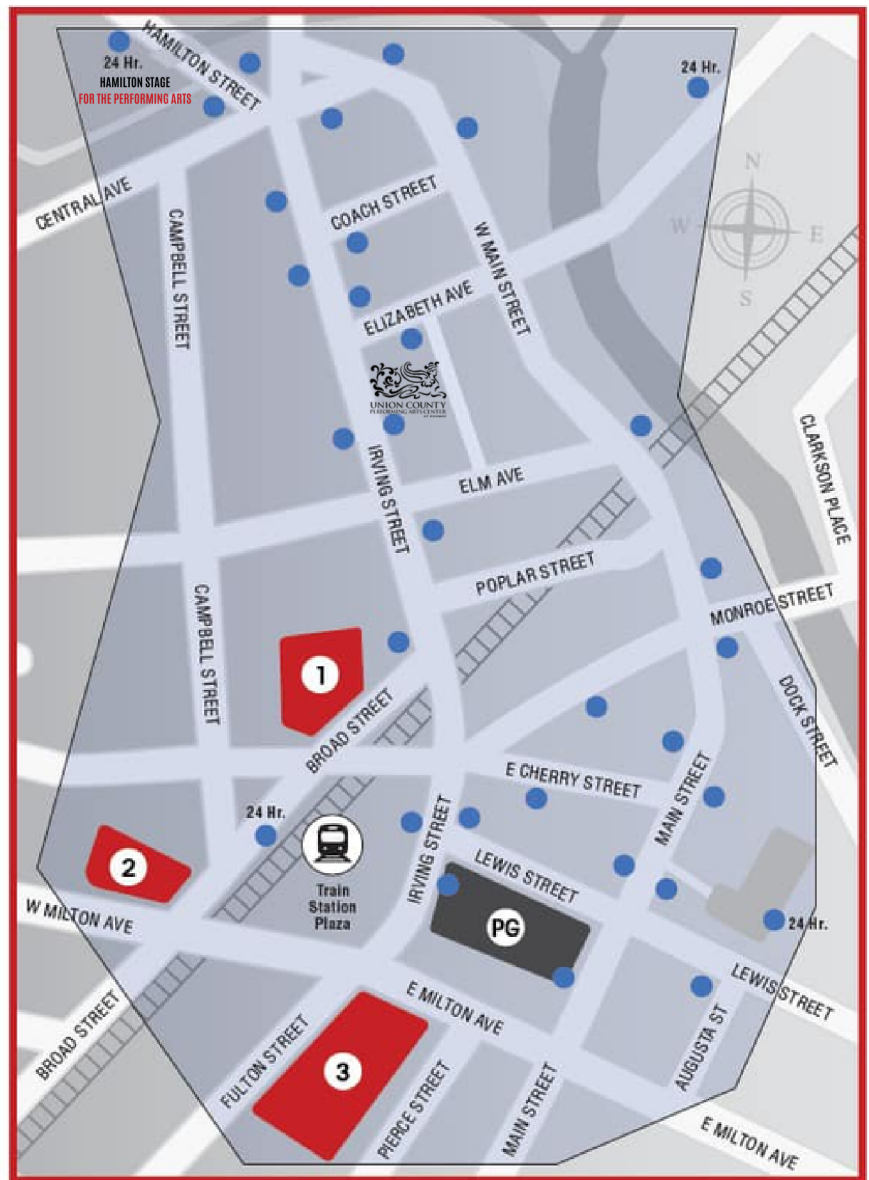 HAMILTON STREET
24 Hr.
HAMILTON STAGE
FOR THE PERFORMING ARTS
24 Hr.
N
W
E
S
CENTRAL AVE
COACH STREET
CAMPBELL STREET
W MAIN STREET
ELIZABETH AVE
UNION COUNTY
PERFORMING ARTS CENTER
CLARKSON PLACE
IRVING STREET
ELM AVE
POPLAR STREET
MONROE STREET
CAMPBELL STREET
1
BROAD STREET
DOCK STREET
E CHERRY STREET
MAIN STREET
24 Hr.
IRVING STREET
2
Train
Station
Plaza
LEWIS STREET
PG
W MILTON AVE
24 Hr.
LEWIS STREET
E MILTON AVE
BROAD STREET
FULTON STREET
3
AUGUSTA ST
PIERCE STREET
MAIN STREET
E MILTON AVE